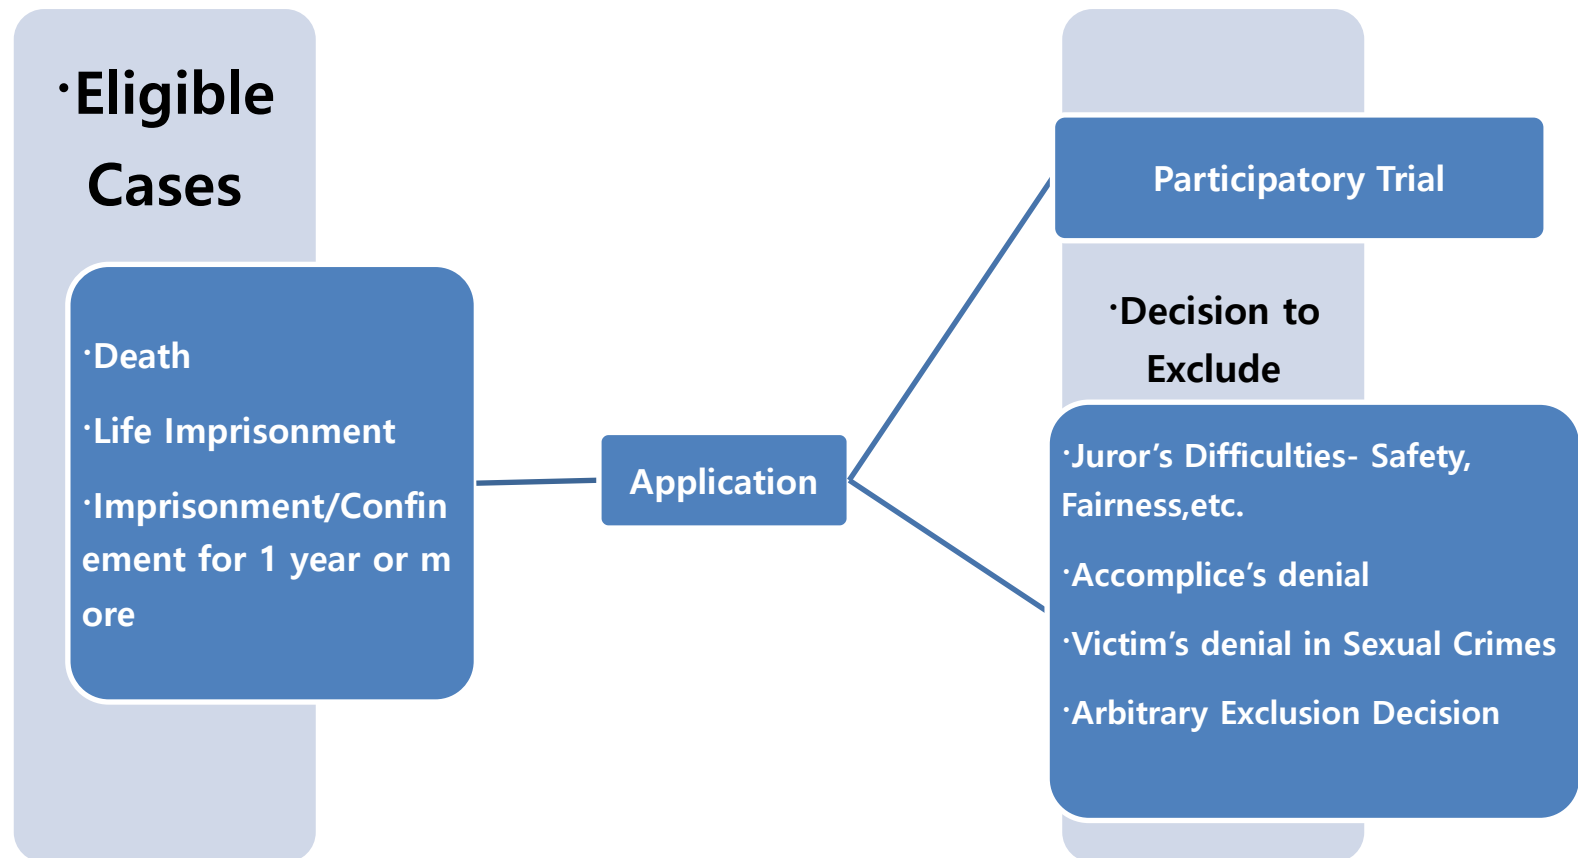 ·Eligible
Cases
·Death
·Life Imprisonment
·Imprisonment/Confin
ement for 1 year or m
ore
Application
Participatory Trial
·Decision to
Exclude
·Juror’s Difficulties- Safety,
Fairness,etc.
·Accomplice’s denial
·Victim’s denial in Sexual Crimes
·Arbitrary Exclusion Decision